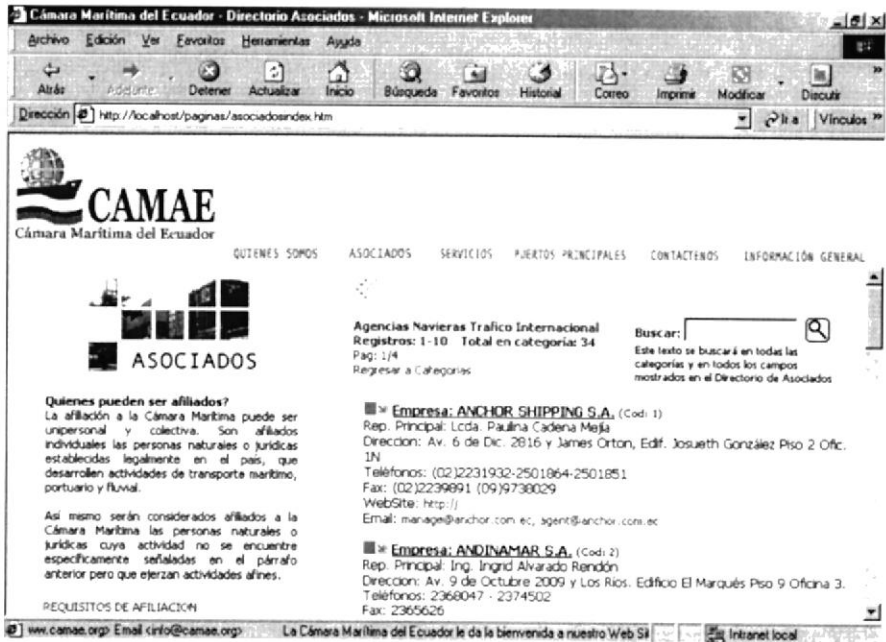 Cámara Marítima del Ecuador - Directorio Asociados - Microsoft Internet Explorer
Archivo Edición Ver Favoritos Herramientas Ayuda
Atrás Adelante Detener Actualizar Inicio Búsqueda Favoritos Historial Correo Imprimir Modificar Discutir
Dirección http://localhost/paginas/asociadosindex.htm Ir a Vínculos
CAMAE
Cámara Marítima del Ecuador
QUIENES SOMOS ASOCIADOS SERVICIOS PUERTOS PRINCIPALES CONTACTENOS INFORMACIÓN GENERAL
ASOCIADOS
Quienes pueden ser afiliados?
La afiliación a la Cámara Marítima puede ser
unipersonal y colectiva. Son afiliados
individuales las personas naturales o jurídicas
establecidas legalmente en el país, que
desarrollen actividades de transporte marítimo,
portuario y fluvial.
Así mismo serán considerados afiliados a la
Cámara Marítima las personas naturales o
jurídicas cuya actividad no se encuentre
específicamente señaladas en el párrafo
anterior pero que ejerzan actividades afines.
REQUISITOS DE AFILIACION
Agencias Navieras Trafico Internacional
Registros: 1-10 Total en categoría: 34
Pag: 1/4
Regresar a Categorias
Buscar:
Este texto se buscará en todas las
categorías y en todos los campos
mostrados en el Directorio de Asociados
Empresa: ANCHOR SHIPPING S.A. (Cod: 1)
Rep. Principal: Lcda. Paulina Cadena Mejía
Direccion: Av. 6 de Dic. 2816 y James Orton, Edif. Josueth González Piso 2 Ofic.
1N
Teléfonos: (02)2231932-2501864-2501851
Fax: (02)2239891 (09)9738029
WebSite: http://
Email: manage@anchor.com.ec, agent@anchor.com.ec
Empresa: ANDINAMAR S.A. (Cod: 2)
Rep. Principal: Ing. Ingrid Alvarado Rendón
Direccion: Av. 9 de Octubre 2009 y Los Rios. Edificio El Marqués Piso 9 Oficina 3.
Teléfonos: 2368047 - 2374502
Fax: 2365626
www.camae.org> Email <info@camae.org> La Cámara Marítima del Ecuador le da la bienvenida a nuestro Web Si Intranet local